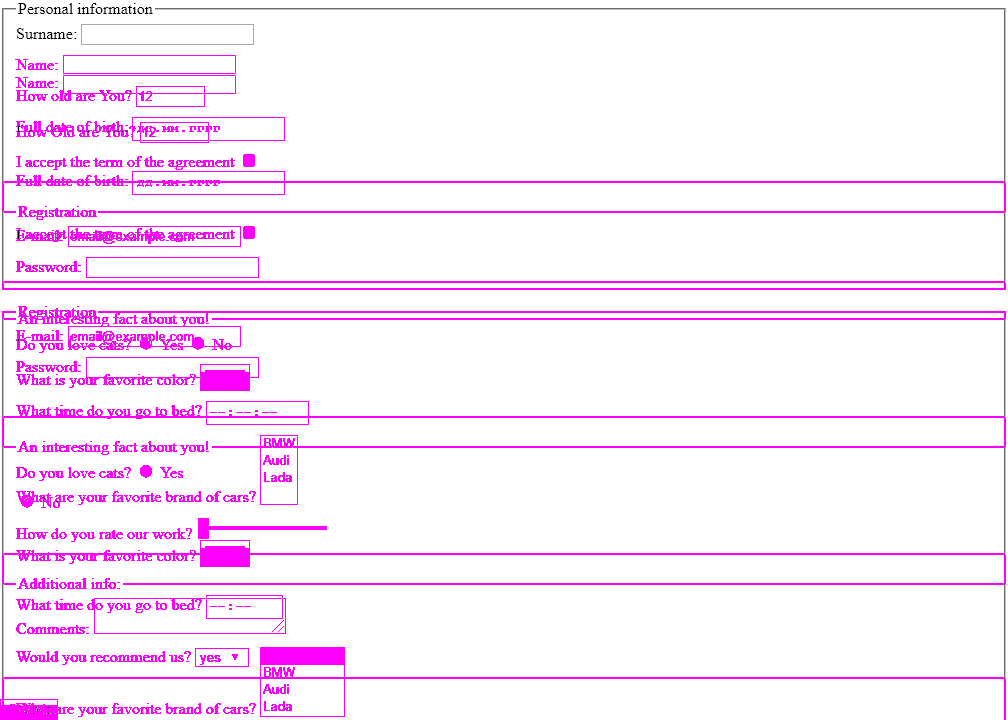 Personal information
Surname:
Name:
Name:
How old are You? 12
Full date of birth:
How Old are You? 12
I accept the term of the agreement
Full date of birth:
Registration
I accept the term of the agreement
E-mail: email@example.com
Password:
Registration
An interesting fact about you!
E-mail: email@example.com
Do you love cats? Yes No
Password:
What is your favorite color?
What time do you go to bed? --:--:--
BMW
An interesting fact about you!
Audi
Do you love cats? Yes
Lada
What are your favorite brand of cars?
No
How do you rate our work?
What is your favorite color?
Additional info:
What time do you go to bed? --:--
Comments:
Would you recommend us? yes
BMW
Audi
Lada
What are your favorite brand of cars?